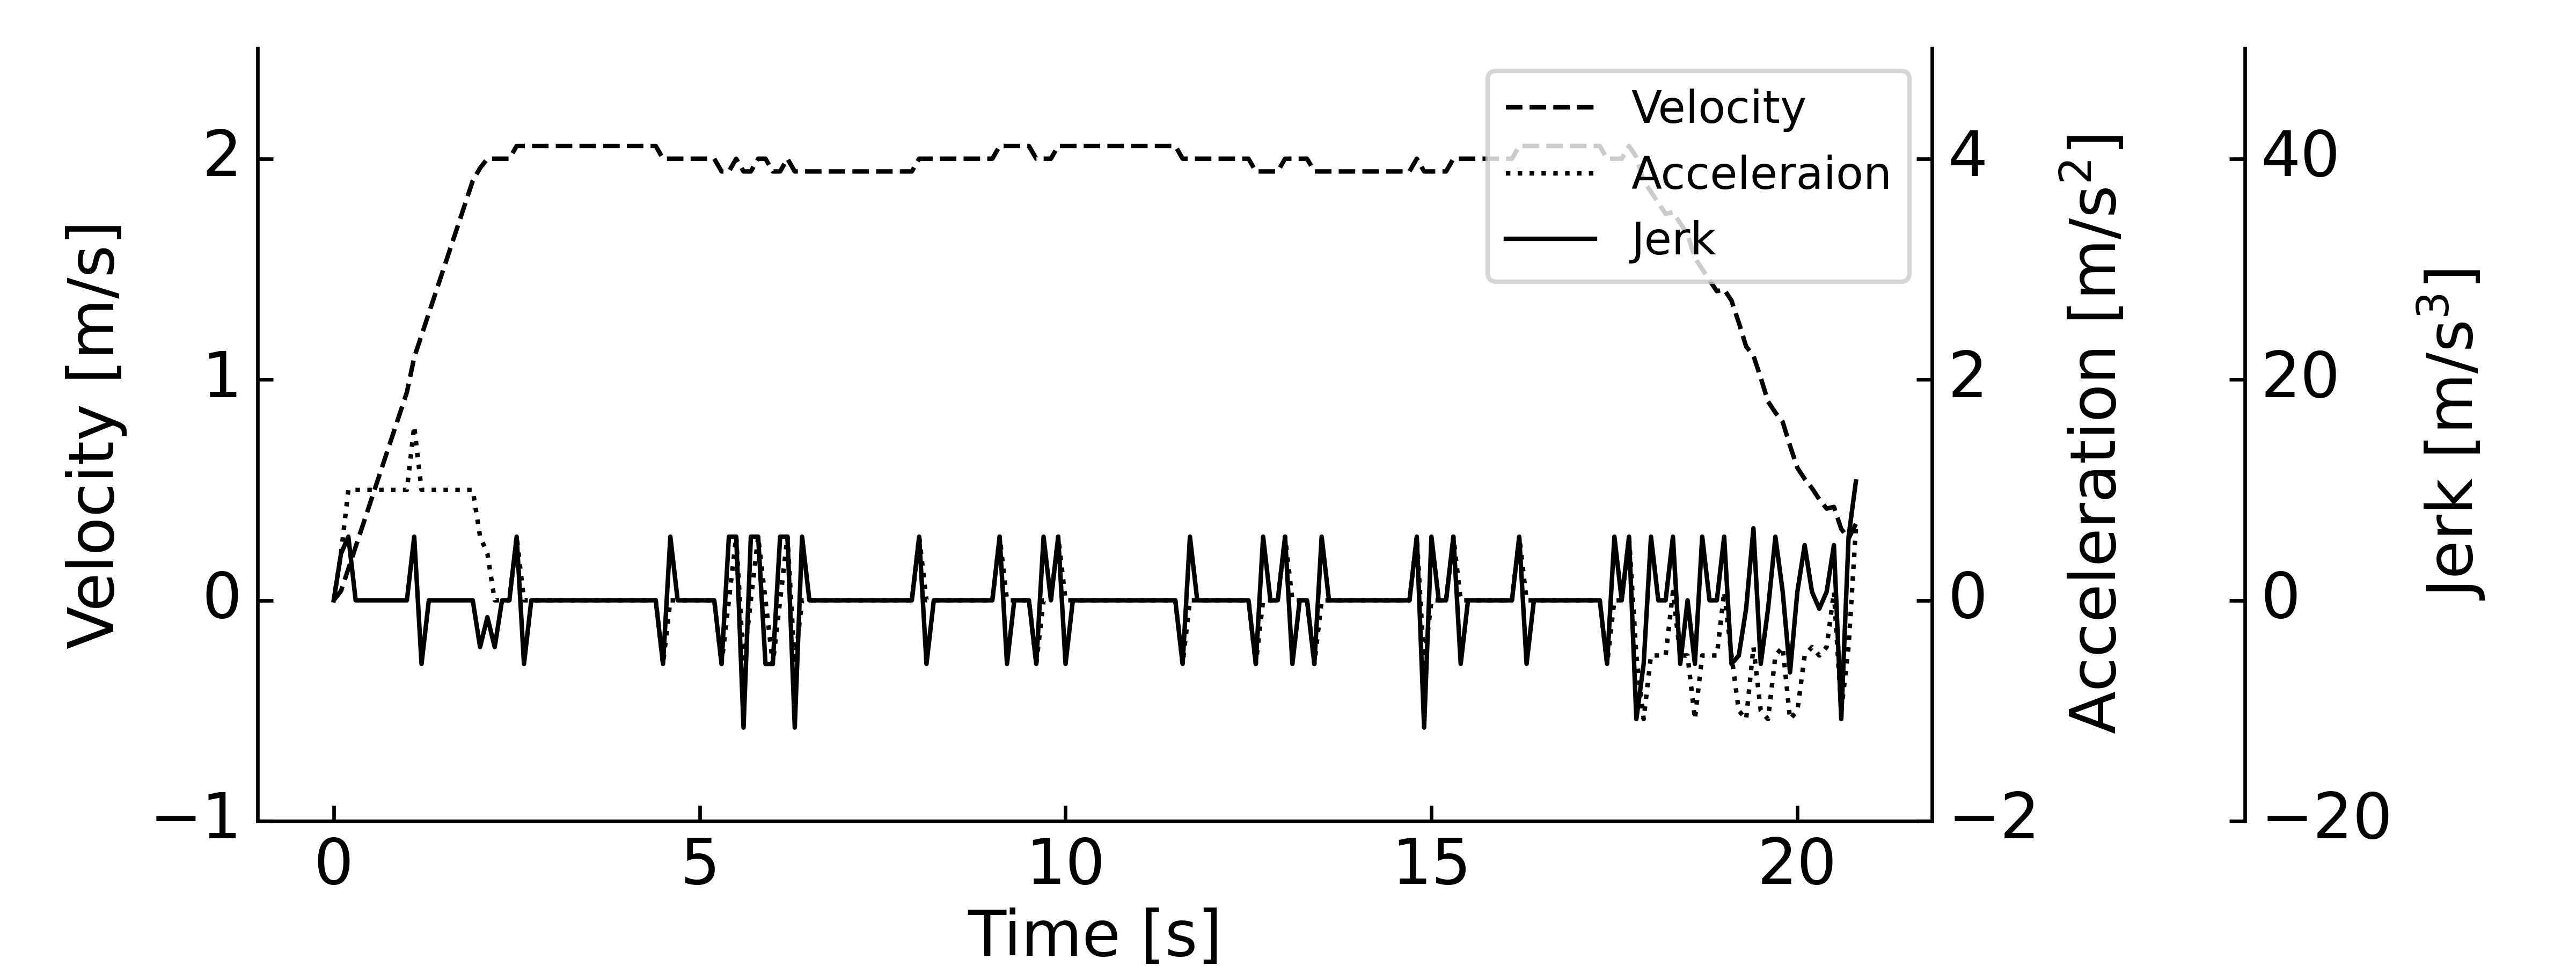 Velocity [m/s]
2
1
0
−1
0
5
10
15
20
Time [s]
Velocity
Acceleraion
Jerk
4
2
0
−2
Acceleration [m/s²]
40
20
0
−20
Jerk [m/s³]